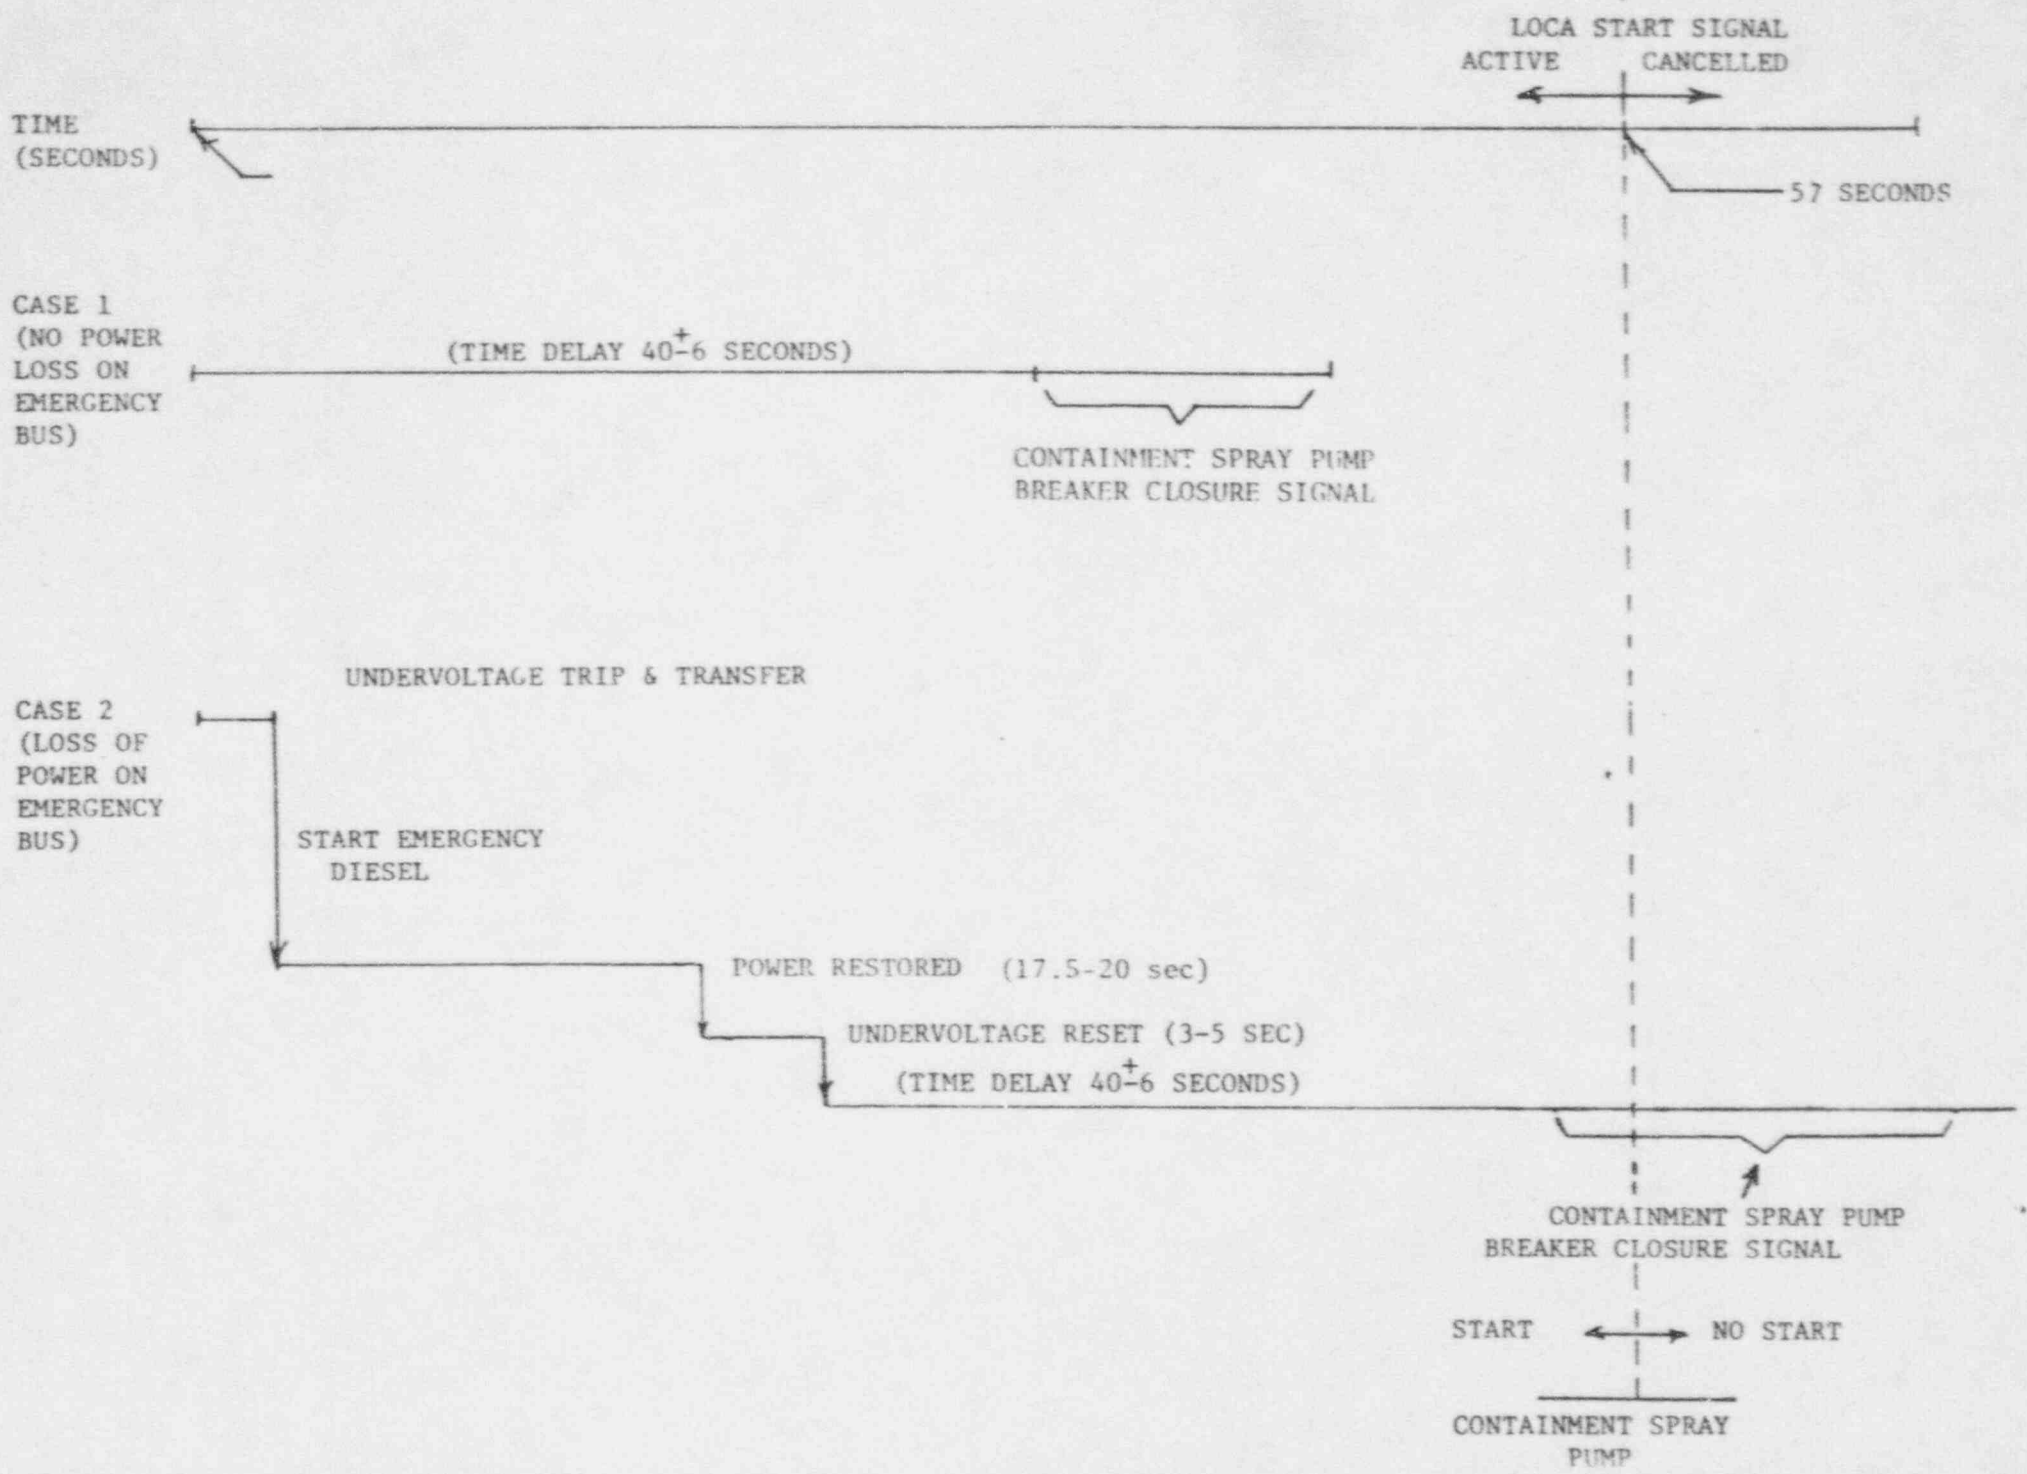 LOCA START SIGNAL
ACTIVE CANCELLED
TIME
(SECONDS)
57 SECONDS
CASE 1
(NO POWER
LOSS ON
EMERGENCY
BUS)
(TIME DELAY 40±6 SECONDS)
CONTAINMENT SPRAY PUMP
BREAKER CLOSURE SIGNAL
UNDERVOLTAGE TRIP & TRANSFER
CASE 2
(LOSS OF
POWER ON
EMERGENCY
BUS)
START EMERGENCY
DIESEL
POWER RESTORED (17.5-20 sec)
UNDERVOLTAGE RESET (3-5 SEC)
(TIME DELAY 40±6 SECONDS)
CONTAINMENT SPRAY PUMP
BREAKER CLOSURE SIGNAL
START NO START
CONTAINMENT SPRAY
PUMP